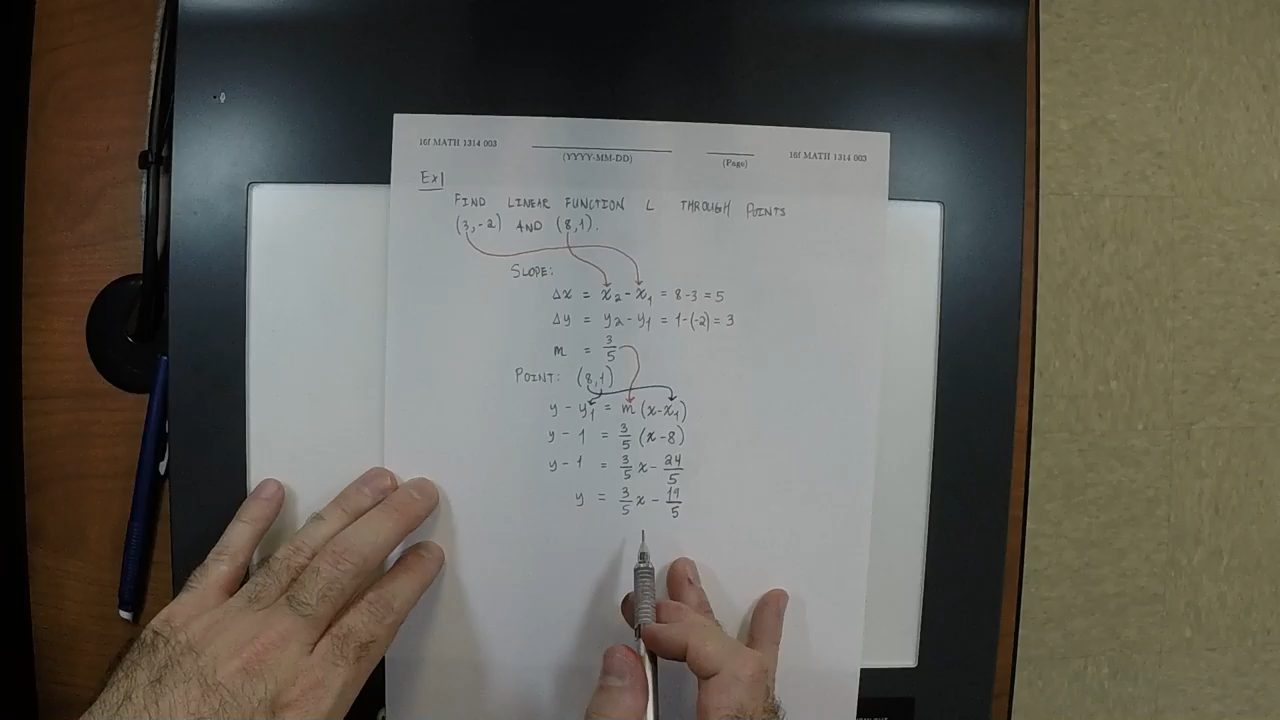 16f MATH 1314 003
(YYYY-MM-DD)
(Page)
16f MATH 1314 003
Ex1
FIND LINEAR FUNCTION L THROUGH POINTS
(3,-2) AND (8,1).
SLOPE:
Δx = x₂ - x₁ = 8-3 = 5
Δy = y₂ - y₁ = 1-(-2) = 3
m = 3/5
POINT: (8,1)
y - y₁ = m (x-x₁)
y - 1 = 3/5 (x-8)
y - 1 = 3/5 x - 24/5
y = 3/5 x - 19/5